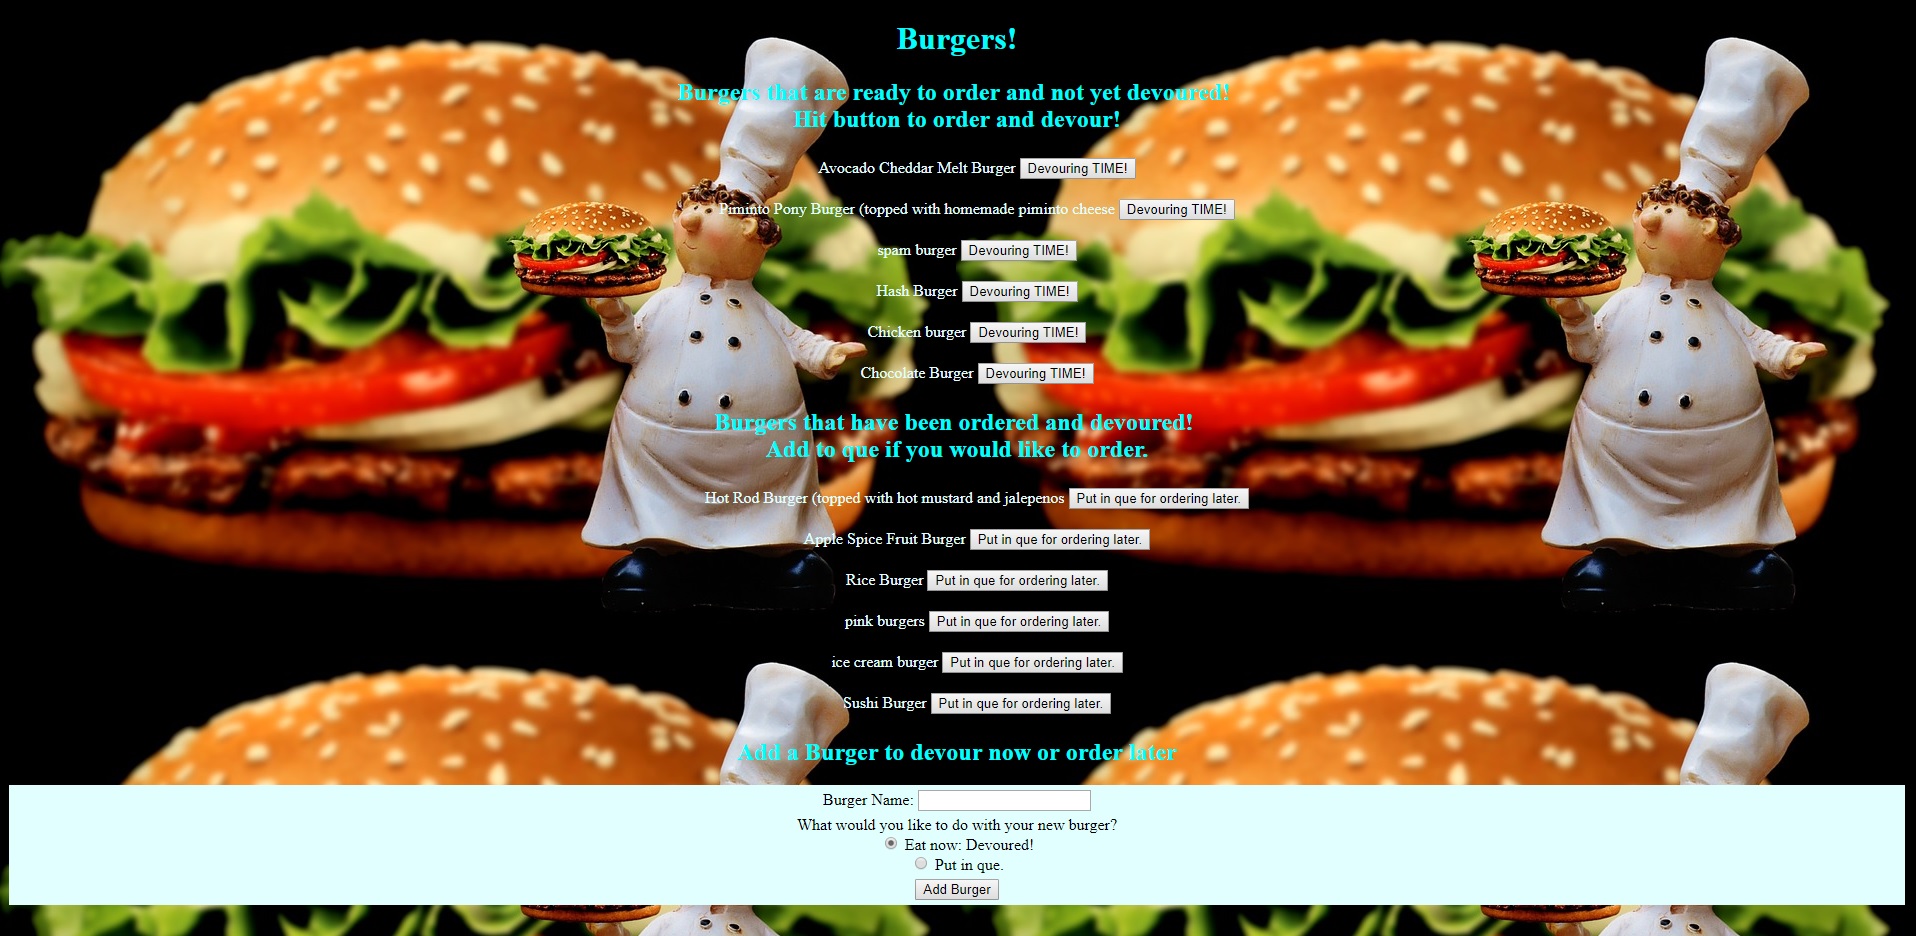 Burgers!
Burgers that are ready to order and not yet devoured!
Hit button to order and devour!
Avocado Cheddar Melt Burger Devouring TIME!
Piminto Pony Burger (topped with homemade piminto cheese Devouring TIME!
spam burger Devouring TIME!
Hash Burger Devouring TIME!
Chicken burger Devouring TIME!
Chocolate Burger Devouring TIME!
Burgers that have been ordered and devoured!
Add to que if you would like to order.
Hot Rod Burger (topped with hot mustard and jalepenos Put in que for ordering later.
Apple Spice Fruit Burger Put in que for ordering later.
Rice Burger Put in que for ordering later.
pink burgers Put in que for ordering later.
ice cream burger Put in que for ordering later.
Sushi Burger Put in que for ordering later.
Add a Burger to devour now or order later
Burger Name:
What would you like to do with your new burger?
Eat now: Devoured!
Put in que.
Add Burger